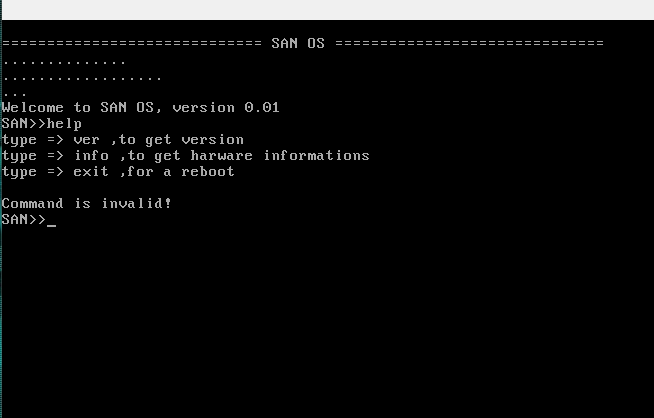 ============================= SAN OS ==============================
..............
..................
...
Welcome to SAN OS, version 0.01
SAN>>help
type => ver ,to get version
type => info ,to get harware informations
type => exit ,for a reboot
Command is invalid!
SAN>>_